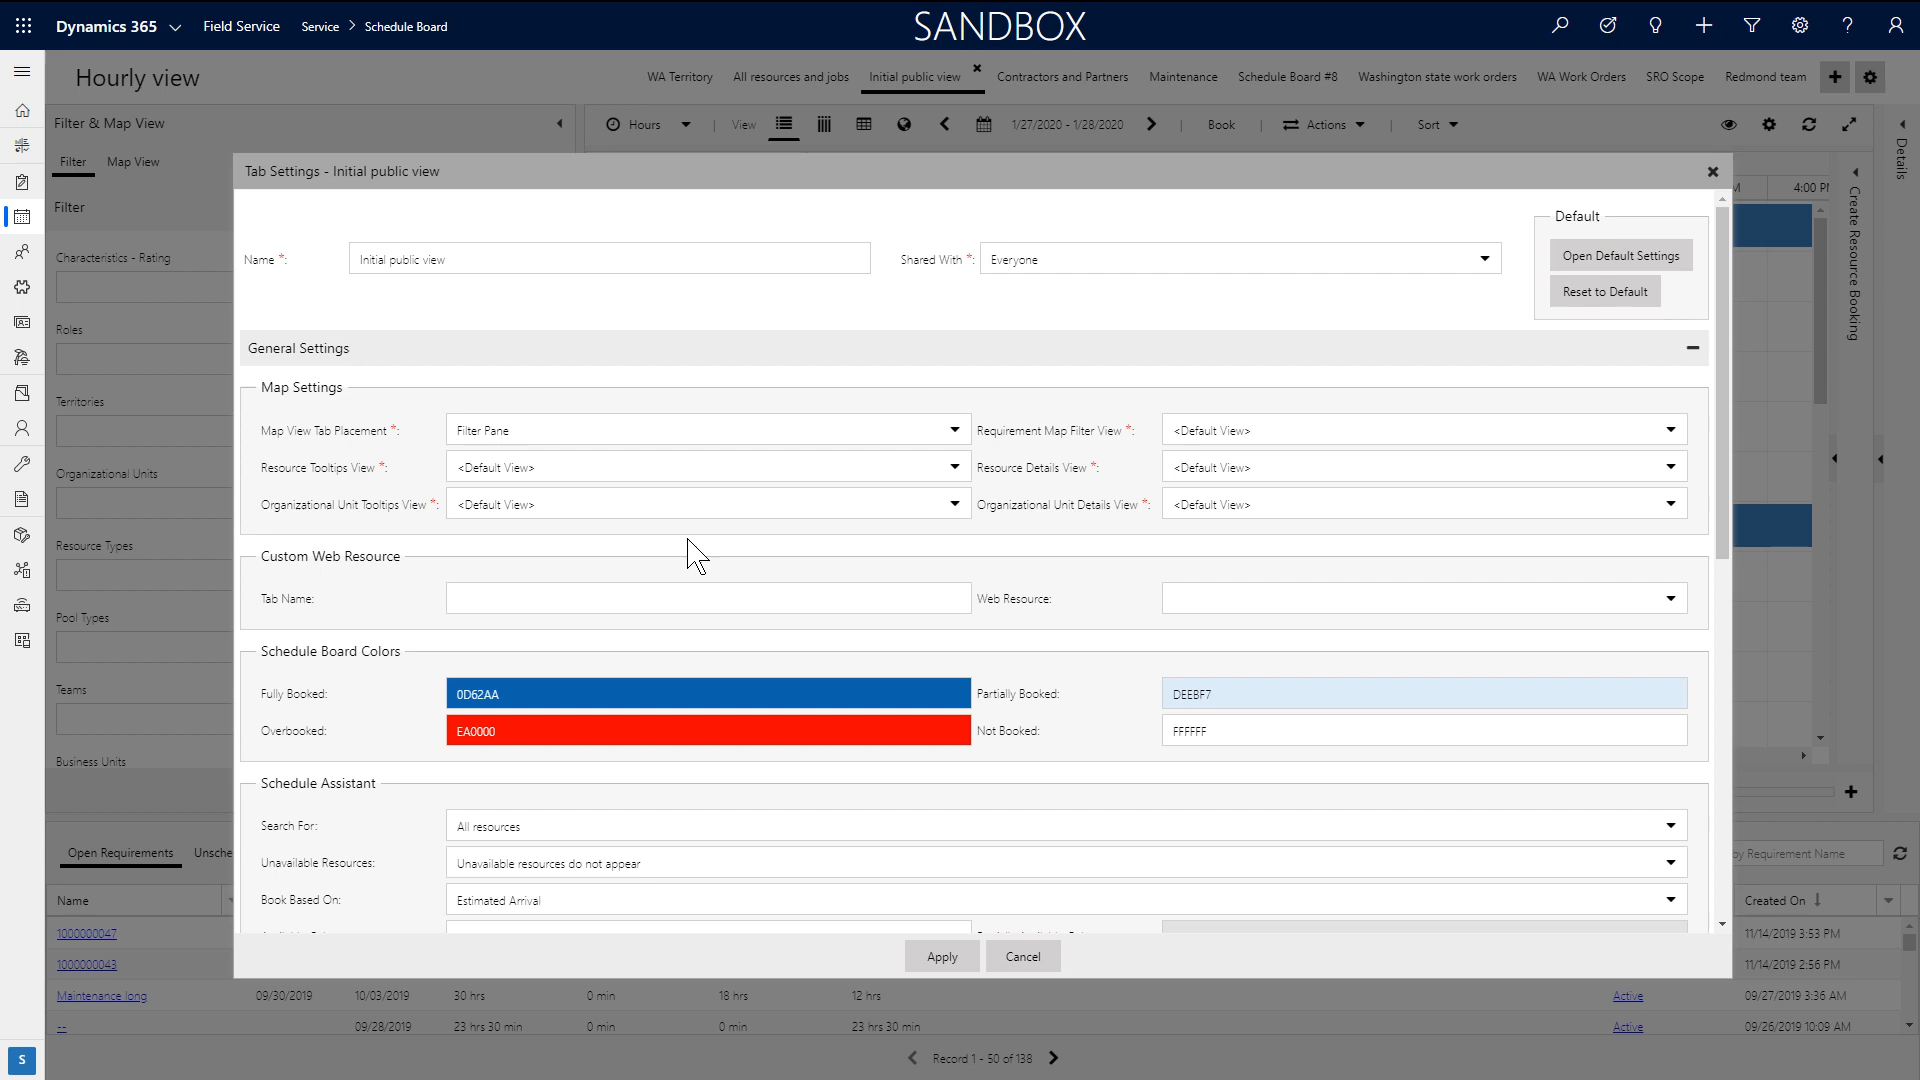 Dynamics 365 Field Service Service > Schedule Board SANDBOX
Hourly view WA Territory All resources and jobs Initial public view Contractors and Partners Maintenance Schedule Board #8 Washington state work orders WA Work Orders SRO Scope Redmond team
Filter & Map View Hours View 1/27/2020 - 1/28/2020 Book Actions Sort
Details
Filter Map View
Tab Settings - Initial public view
4:00 P
Create Resource Booking
Filter
Default
Characteristics - Rating
Name *: Initial public view Shared With *: Everyone
Open Default Settings
Reset to Default
Roles
General Settings
Map Settings
Territories
Map View Tab Placement *: Filter Pane Requirement Map Filter View *: <Default View>
Resource Tooltips View *: <Default View> Resource Details View *: <Default View>
Organizational Units
Organizational Unit Tooltips View *: <Default View> Organizational Unit Details View *: <Default View>
Resource Types
Custom Web Resource
Tab Name: Web Resource:
Pool Types
Schedule Board Colors
Teams
Fully Booked: 0D62AA Partially Booked: DEEBF7
Overbooked: EA0000 Not Booked: FFFFFF
Business Units
Schedule Assistant
Search For: All resources
Unavailable Resources: Unavailable resources do not appear
Book Based On: Estimated Arrival
Open Requirements Unsche
by Requirement Name
Name Created On
1000000047 11/14/2019 3:53 PM
1000000043 11/14/2019 2:56 PM
Apply Cancel
Maintenance long 09/30/2019 10/03/2019 30 hrs 0 min 18 hrs 12 hrs Active 09/27/2019 3:36 AM
-- 09/28/2019 23 hrs 30 min 0 min 0 min 23 hrs 30 min Active 09/26/2019 10:09 AM
Record 1 - 50 of 138
S